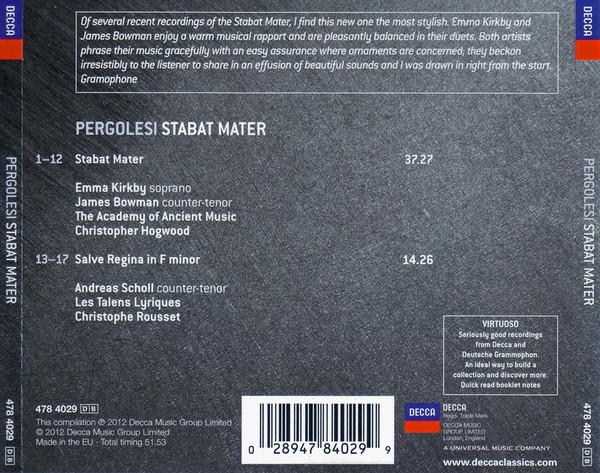 DECCA
Of several recent recordings of the Stabat Mater, I find this new one the most stylish. Emma Kirkby and
James Bowman enjoy a warm musical rapport and are pleasantly balanced in their duets. Both artists
phrase their music gracefully with an easy assurance where ornaments are concerned; they beckon
irresistibly to the listener to share in an effusion of beautiful sounds and I was drawn in right from the start.
Gramophone
DECCA
PERGOLESI STABAT MATER
1–12 Stabat Mater 37.27
Emma Kirkby soprano
James Bowman counter-tenor
The Academy of Ancient Music
Christopher Hogwood
13–17 Salve Regina in F minor 14.26
Andreas Scholl counter-tenor
Les Talens Lyriques
Christophe Rousset
PERGOLESI STABAT MATER
PERGOLESI STABAT MATER
VIRTUOSO
Seriously good recordings
from Decca and
Deutsche Grammophon.
An ideal way to build a
collection and discover more.
Quick read booklet notes
478 4029 DB
This compilation ℗ 2012 Decca Music Group Limited
© 2012 Decca Music Group Limited
Made in the EU · Total timing 51.53
0 28947 84029 9
DECCA
DECCA
Regd. Trade Mark
DECCA MUSIC
GROUP LIMITED
London, England
A UNIVERSAL MUSIC COMPANY
www.deccaclassics.com
478 4029 DB
478 4029 DB